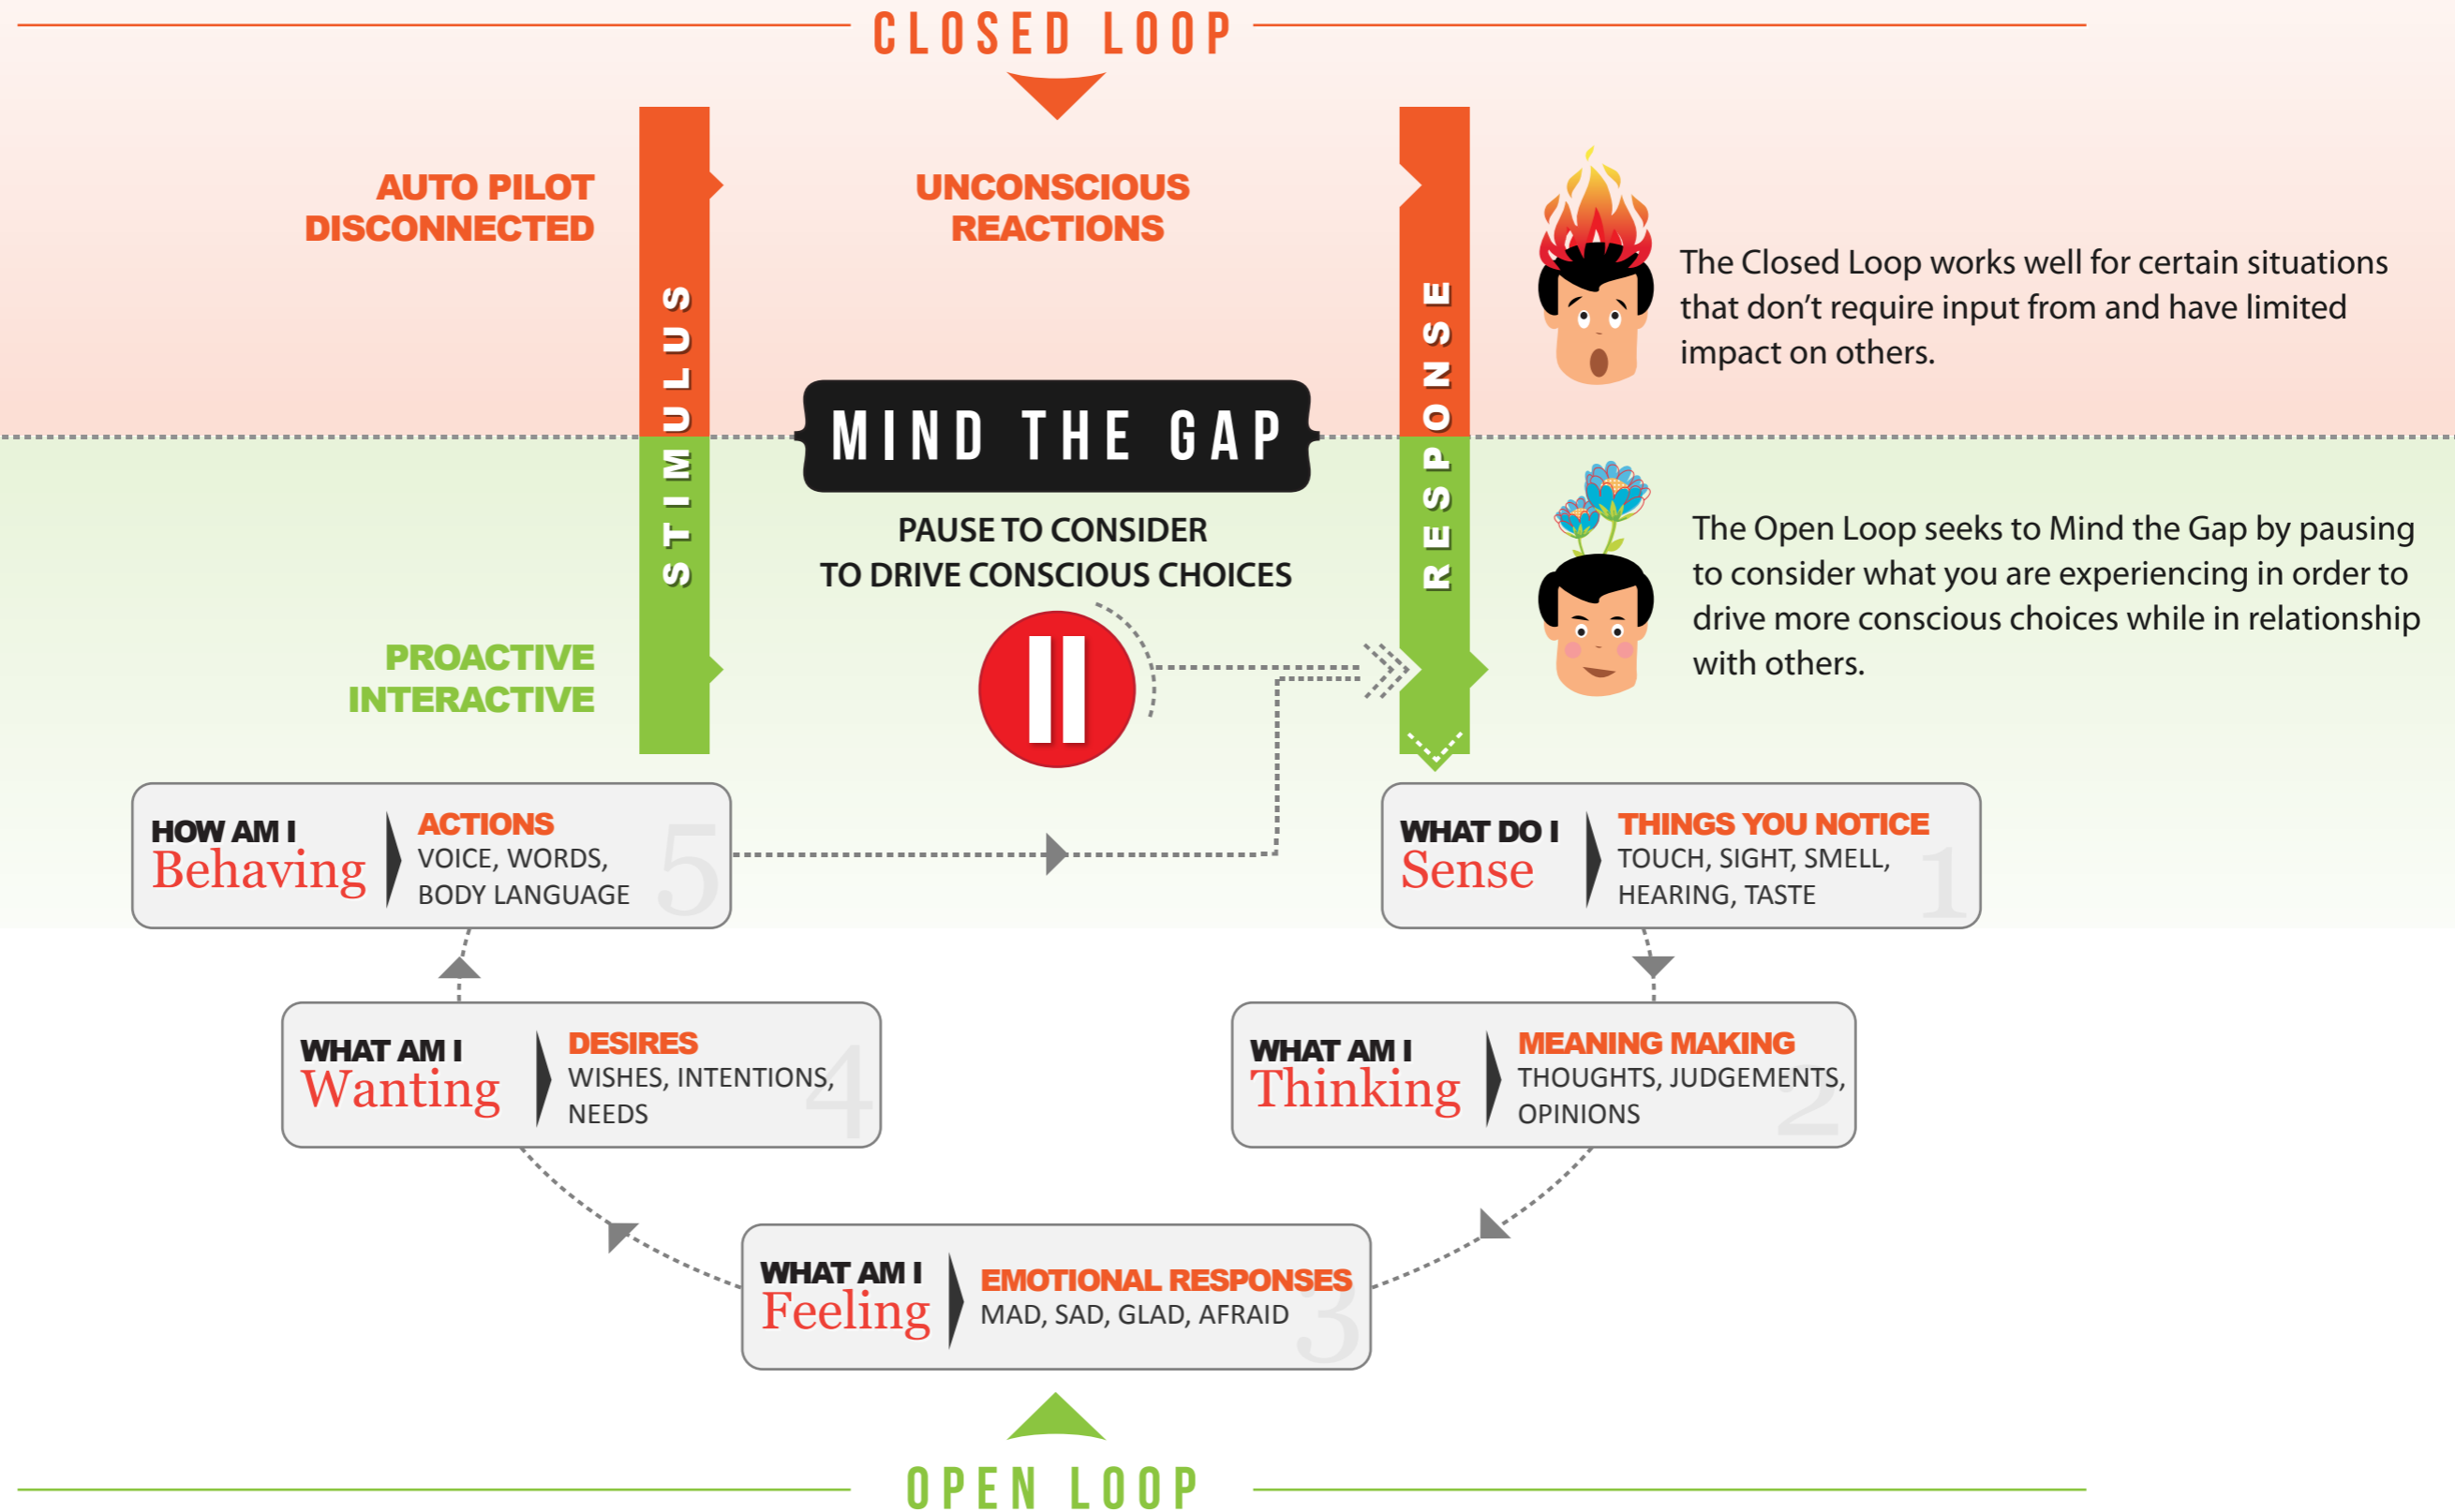 CLOSED LOOP
AUTO PILOT
DISCONNECTED
STIMULUS
UNCONSCIOUS
REACTIONS
RESPONSE
The Closed Loop works well for certain situations
that don't require input from and have limited
impact on others.
MIND THE GAP
PAUSE TO CONSIDER
TO DRIVE CONSCIOUS CHOICES
The Open Loop seeks to Mind the Gap by pausing
to consider what you are experiencing in order to
drive more conscious choices while in relationship
with others.
PROACTIVE
INTERACTIVE
WHAT DO I
Sense
THINGS YOU NOTICE
TOUCH, SIGHT, SMELL,
HEARING, TASTE
1
WHAT AM I
Thinking
MEANING MAKING
THOUGHTS, JUDGEMENTS,
OPINIONS
2
WHAT AM I
Feeling
EMOTIONAL RESPONSES
MAD, SAD, GLAD, AFRAID
3
WHAT AM I
Wanting
DESIRES
WISHES, INTENTIONS,
NEEDS
4
HOW AM I
Behaving
ACTIONS
VOICE, WORDS,
BODY LANGUAGE
5
OPEN LOOP